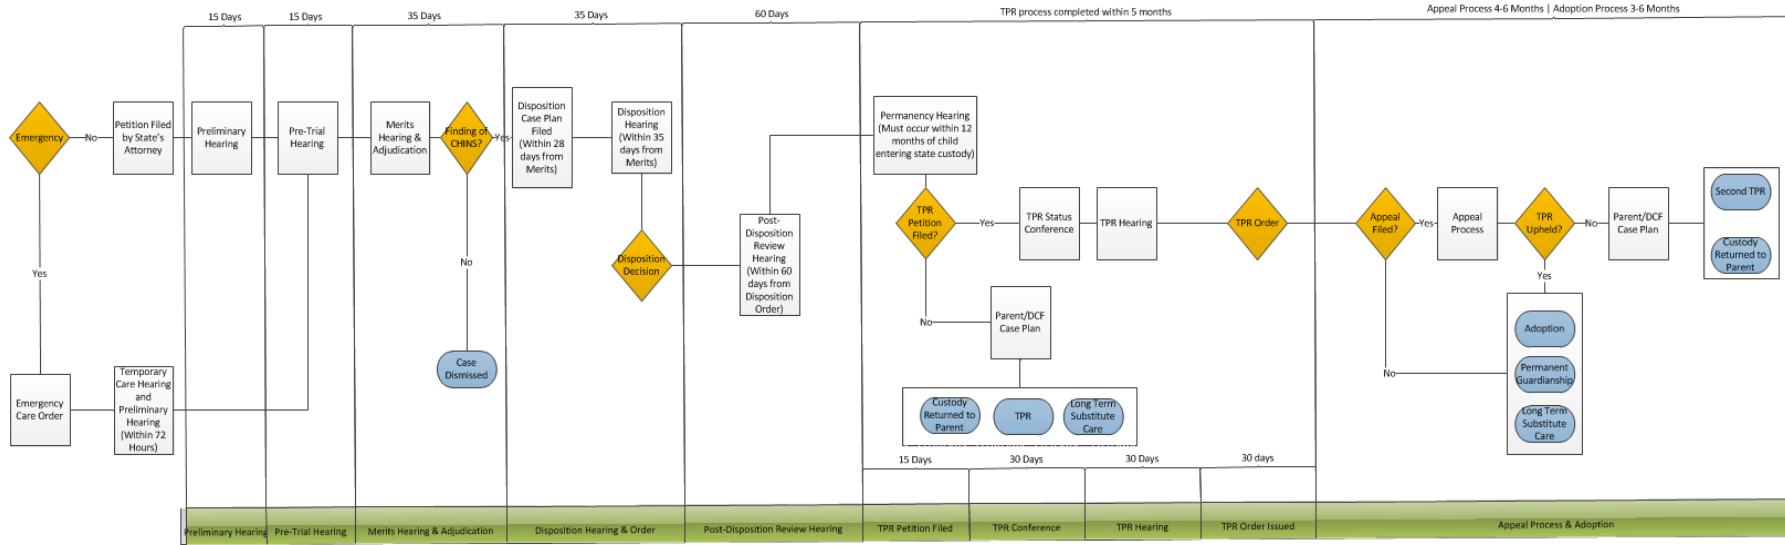 15 Days
15 Days
35 Days
35 Days
60 Days
TPR process completed within 5 months
Appeal Process 4-6 Months | Adoption Process 3-6 Months
Emergency
No
Petition Filed
by State's
Attorney
Preliminary
Hearing
Pre-Trial
Hearing
Merits
Hearing &
Adjudication
Finding of
CHINS?
Yes
Disposition
Case Plan
Filed
(Within 28
days from
Merits)
Disposition
Hearing
(Within 35
days from
Merits)
Disposition
Decision
No
Case
Dismissed
Yes
Emergency
Care Order
Temporary
Care Hearing
and
Preliminary
Hearing
(Within 72
Hours)
Post-
Disposition
Review
Hearing
(Within 60
days from
Disposition
Order)
Permanency Hearing
(Must occur within 12
months of child
entering state custody)
TPR
Petition
Filed?
Yes
TPR Status
Conference
TPR Hearing
TPR Order
No
Parent/DCF
Case Plan
Custody
Returned to
Parent
TPR
Long Term
Substitute
Care
Appeal
Filed?
Yes
Appeal
Process
TPR
Upheld?
No
Parent/DCF
Case Plan
Second TPR
Custody
Returned to
Parent
Yes
No
Adoption
Permanent
Guardianship
Long Term
Substitute
Care
15 Days
30 Days
30 Days
30 days
Preliminary Hearing
Pre-Trial Hearing
Merits Hearing & Adjudication
Disposition Hearing & Order
Post-Disposition Review Hearing
TPR Petition Filed
TPR Conference
TPR Hearing
TPR Order Issued
Appeal Process & Adoption